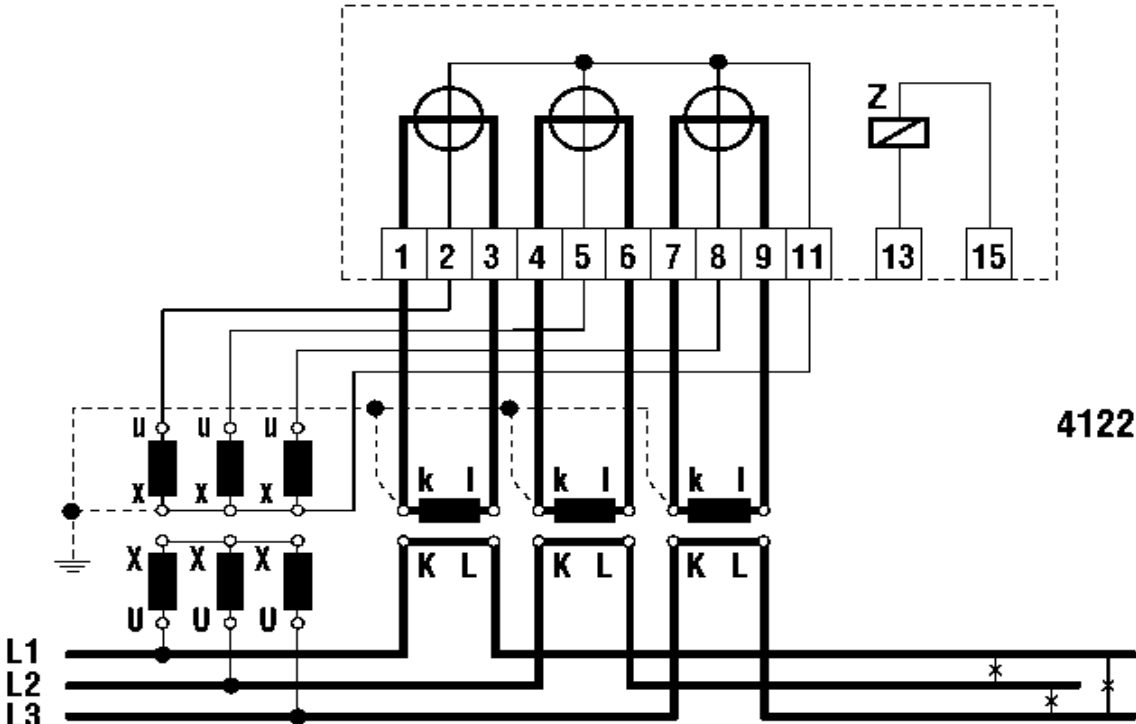 Z
1 2 3 4 5 6 7 8 9 11 13 15
4122
u u u
x x x
k l k l k l
X X X
K L K L K L
U U U
L1
L2
L3